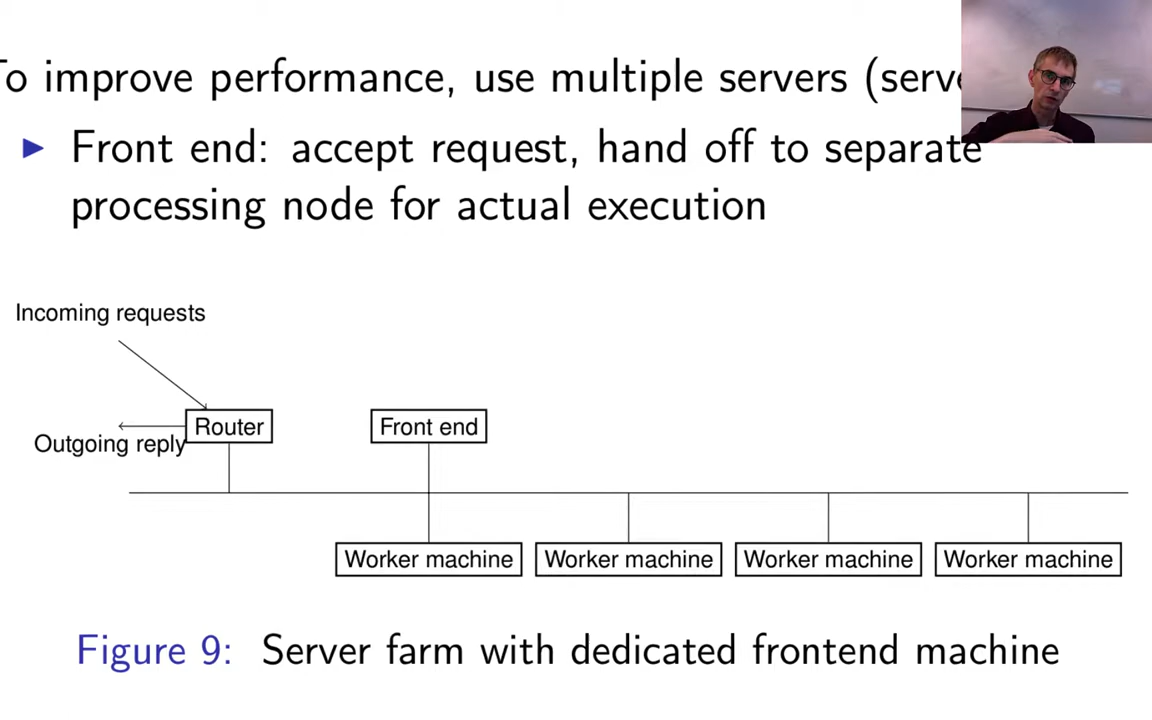 To improve performance, use multiple servers (serve
▶ Front end: accept request, hand off to separate
processing node for actual execution
Incoming requests
Router
Front end
Outgoing reply
Worker machine
Worker machine
Worker machine
Worker machine
Figure 9: Server farm with dedicated frontend machine